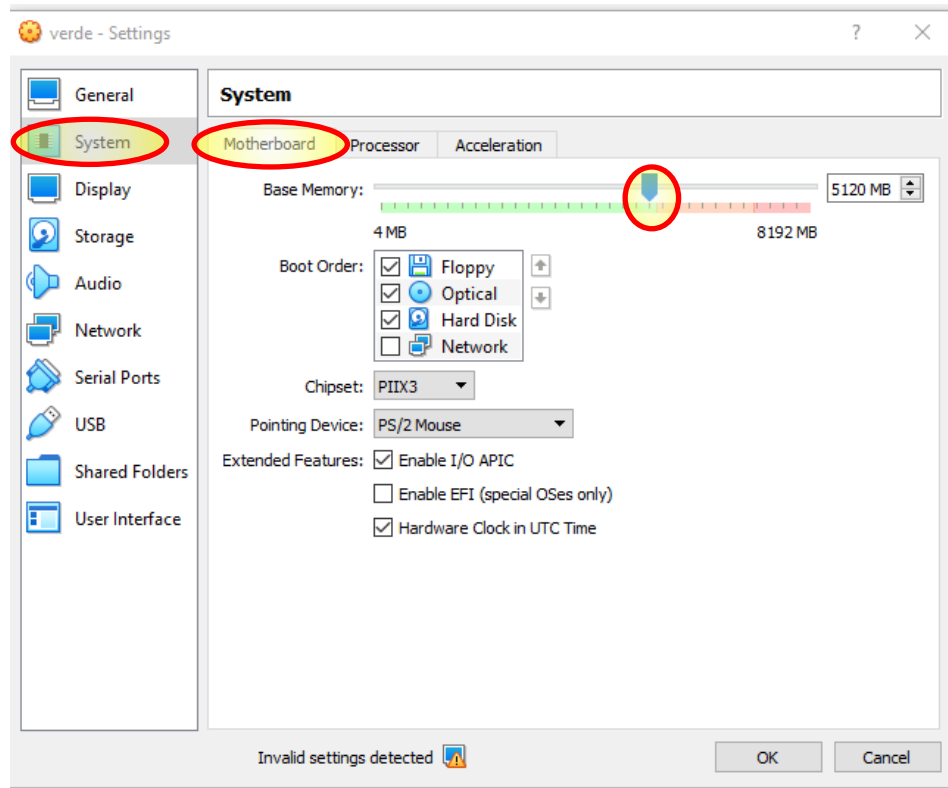 verde - Settings
?
General
System
Display
Storage
Audio
Network
Serial Ports
USB
Shared Folders
User Interface
System
Motherboard Processor Acceleration
Base Memory: 5120 MB
4 MB 8192 MB
Boot Order: Floppy
Optical
Hard Disk
Network
Chipset: PIIX3
Pointing Device: PS/2 Mouse
Extended Features: Enable I/O APIC
Enable EFI (special OSes only)
Hardware Clock in UTC Time
Invalid settings detected OK Cancel